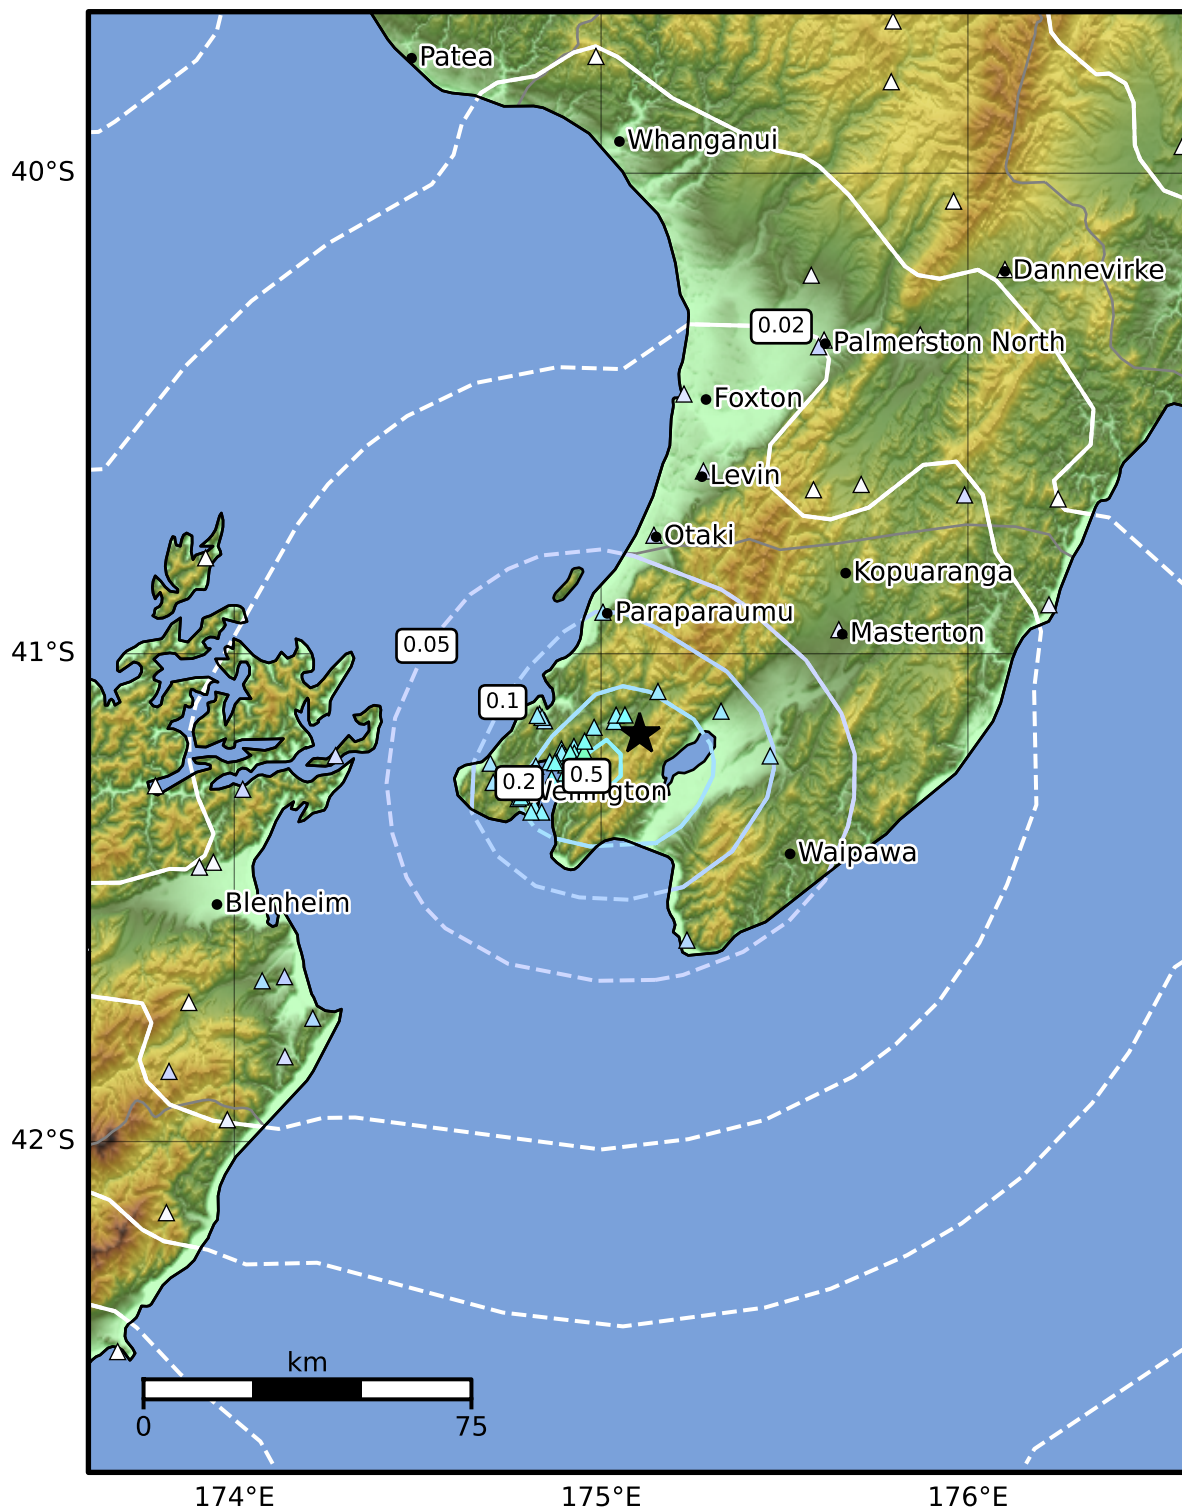 Patea
Whanganui
40°S
Dannevirke
0.02
Palmerston North
Foxton
Levin
Otaki
Kopuaranga
Paraparaumu
Masterton
0.05
41°S
0.1
0.5
0.2
Wellington
Waipawa
Blenheim
42°S
km
0
75
174°E
175°E
176°E